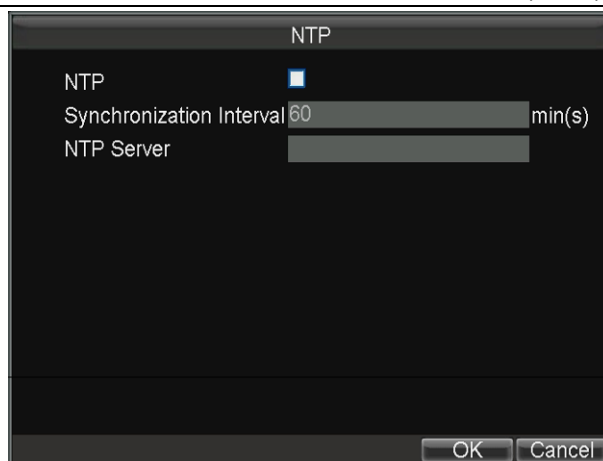 NTP
NTP
Synchronization Interval 60 min(s)
NTP Server
OK Cancel